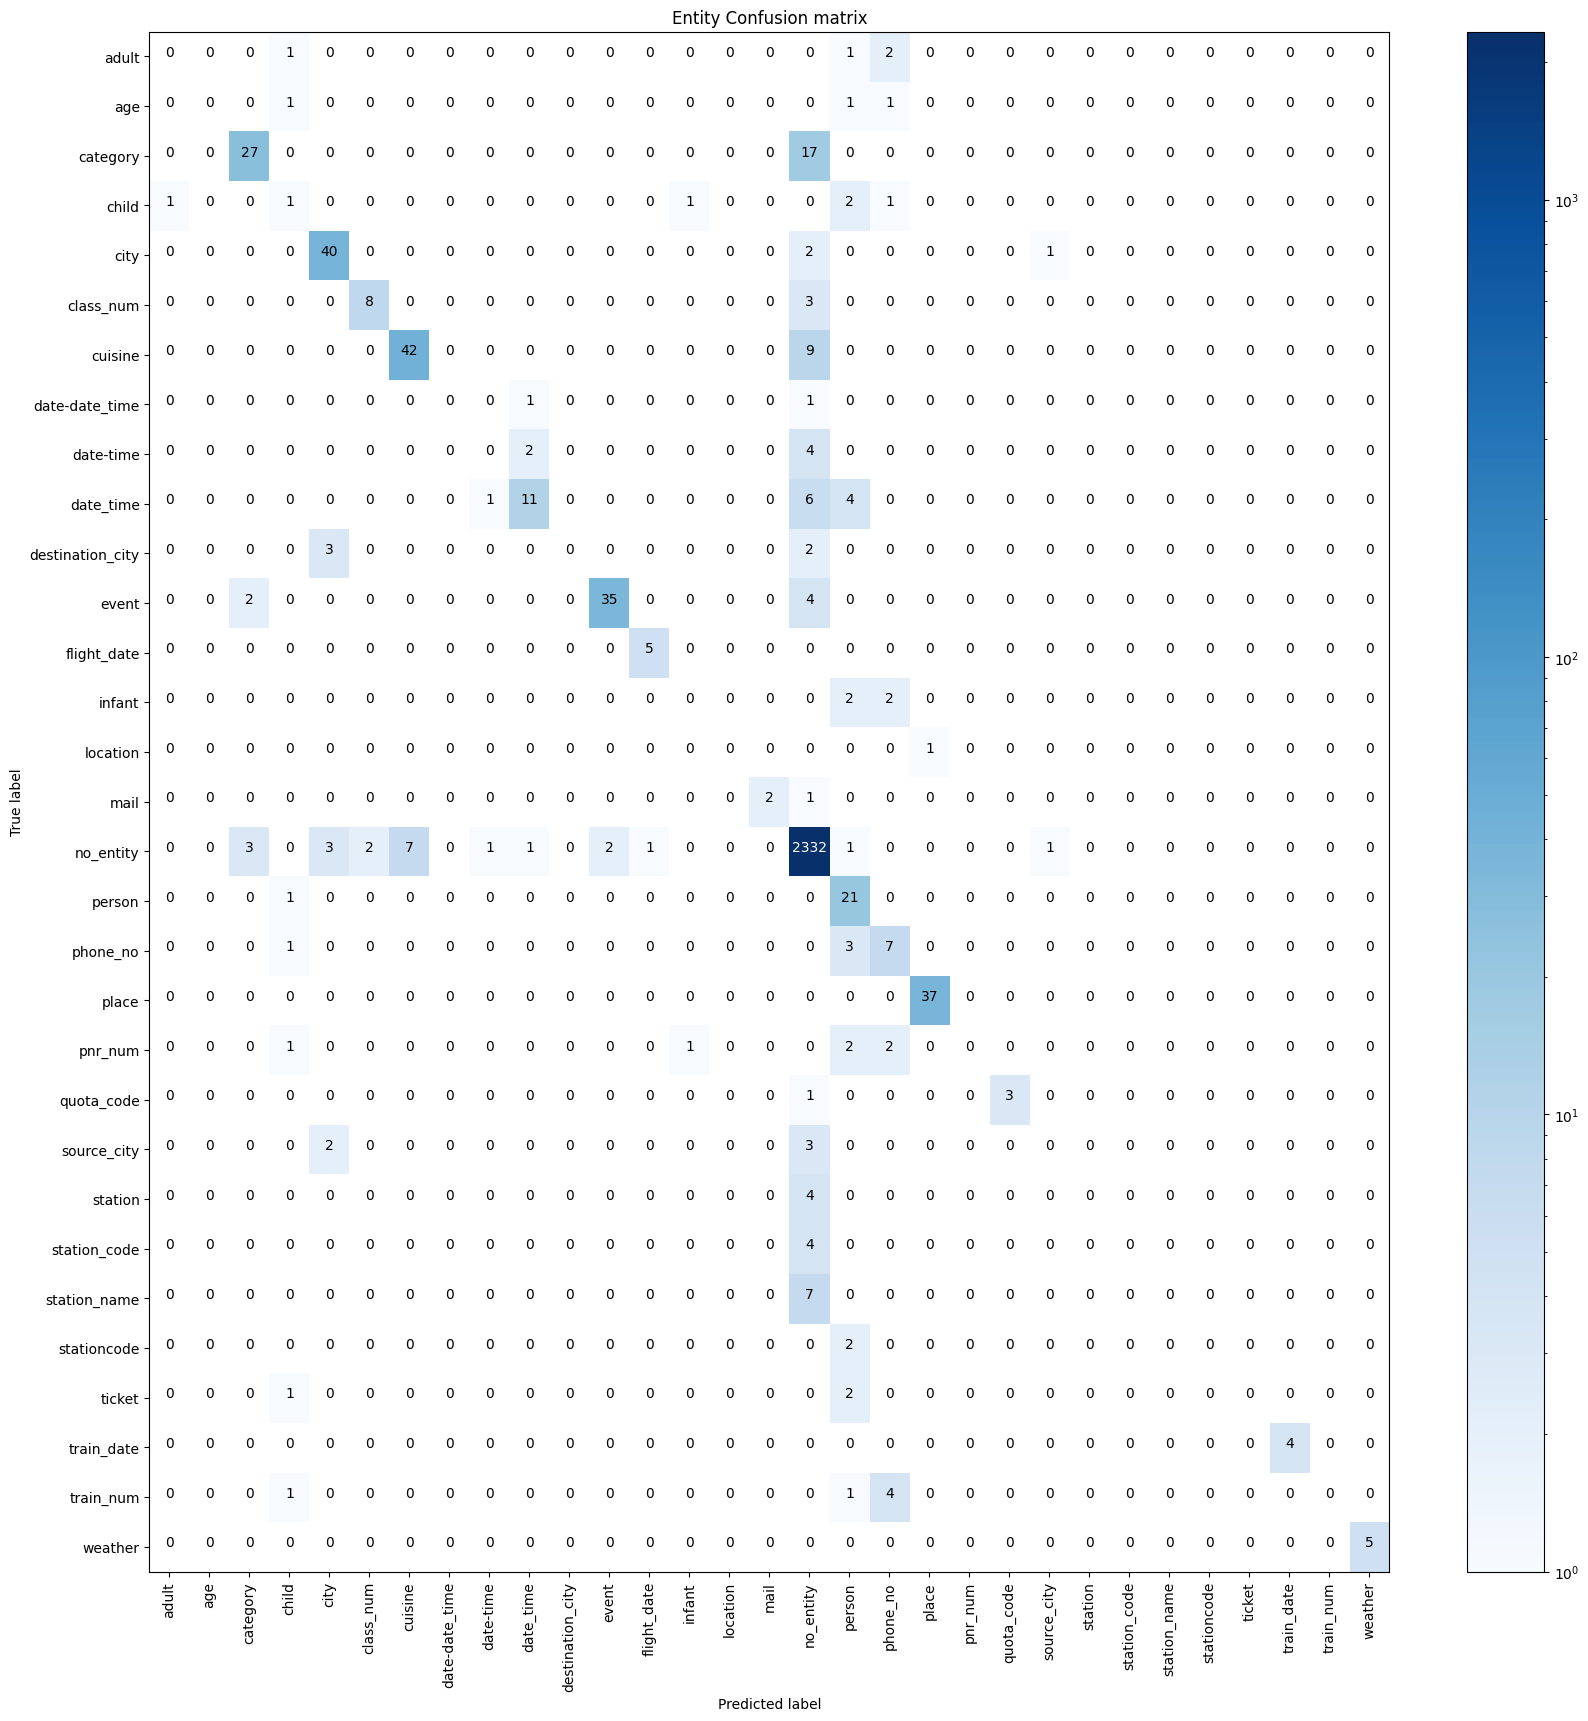 Entity Confusion matrix
adult 0 0 0 1 0 0 0 0 0 0 0 0 0 0 0 0 0 1 2 0 0 0 0 0 0 0 0 0 0 0 0
age 0 0 0 1 0 0 0 0 0 0 0 0 0 0 0 0 0 1 1 0 0 0 0 0 0 0 0 0 0 0 0
category 0 0 27 0 0 0 0 0 0 0 0 0 0 0 0 0 17 0 0 0 0 0 0 0 0 0 0 0 0 0 0
child 1 0 0 1 0 0 0 0 0 0 0 0 0 1 0 0 0 2 1 0 0 0 0 0 0 0 0 0 0 0 0
10³
city 0 0 0 0 40 0 0 0 0 0 0 0 0 0 0 0 2 0 0 0 0 0 1 0 0 0 0 0 0 0 0
class_num 0 0 0 0 0 8 0 0 0 0 0 0 0 0 0 0 3 0 0 0 0 0 0 0 0 0 0 0 0 0 0
cuisine 0 0 0 0 0 0 42 0 0 0 0 0 0 0 0 0 9 0 0 0 0 0 0 0 0 0 0 0 0 0 0
date-date_time 0 0 0 0 0 0 0 0 0 1 0 0 0 0 0 0 1 0 0 0 0 0 0 0 0 0 0 0 0 0 0
date-time 0 0 0 0 0 0 0 0 0 2 0 0 0 0 0 0 4 0 0 0 0 0 0 0 0 0 0 0 0 0 0
date_time 0 0 0 0 0 0 0 0 1 11 0 0 0 0 0 0 6 4 0 0 0 0 0 0 0 0 0 0 0 0 0
destination_city 0 0 0 0 3 0 0 0 0 0 0 0 0 0 0 0 2 0 0 0 0 0 0 0 0 0 0 0 0 0 0
event 0 0 2 0 0 0 0 0 0 0 0 35 0 0 0 0 4 0 0 0 0 0 0 0 0 0 0 0 0 0 0
flight_date 0 0 0 0 0 0 0 0 0 0 0 0 5 0 0 0 0 0 0 0 0 0 0 0 0 0 0 0 0 0 0
10²
infant 0 0 0 0 0 0 0 0 0 0 0 0 0 0 0 0 0 2 2 0 0 0 0 0 0 0 0 0 0 0 0
location 0 0 0 0 0 0 0 0 0 0 0 0 0 0 0 0 0 0 0 1 0 0 0 0 0 0 0 0 0 0 0
mail 0 0 0 0 0 0 0 0 0 0 0 0 0 0 0 2 1 0 0 0 0 0 0 0 0 0 0 0 0 0 0
True label
no_entity 0 0 3 0 3 2 7 0 1 1 0 2 1 0 0 0 2332 1 0 0 0 0 1 0 0 0 0 0 0 0 0
person 0 0 0 1 0 0 0 0 0 0 0 0 0 0 0 0 0 21 0 0 0 0 0 0 0 0 0 0 0 0 0
phone_no 0 0 0 1 0 0 0 0 0 0 0 0 0 0 0 0 0 3 7 0 0 0 0 0 0 0 0 0 0 0 0
place 0 0 0 0 0 0 0 0 0 0 0 0 0 0 0 0 0 0 0 37 0 0 0 0 0 0 0 0 0 0 0
pnr_num 0 0 0 1 0 0 0 0 0 0 0 0 0 1 0 0 0 2 2 0 0 0 0 0 0 0 0 0 0 0 0
quota_code 0 0 0 0 0 0 0 0 0 0 0 0 0 0 0 0 1 0 0 0 0 3 0 0 0 0 0 0 0 0 0
10¹
source_city 0 0 0 0 2 0 0 0 0 0 0 0 0 0 0 0 3 0 0 0 0 0 0 0 0 0 0 0 0 0 0
station 0 0 0 0 0 0 0 0 0 0 0 0 0 0 0 0 4 0 0 0 0 0 0 0 0 0 0 0 0 0 0
station_code 0 0 0 0 0 0 0 0 0 0 0 0 0 0 0 0 4 0 0 0 0 0 0 0 0 0 0 0 0 0 0
station_name 0 0 0 0 0 0 0 0 0 0 0 0 0 0 0 0 7 0 0 0 0 0 0 0 0 0 0 0 0 0 0
stationcode 0 0 0 0 0 0 0 0 0 0 0 0 0 0 0 0 0 2 0 0 0 0 0 0 0 0 0 0 0 0 0
ticket 0 0 0 1 0 0 0 0 0 0 0 0 0 0 0 0 0 2 0 0 0 0 0 0 0 0 0 0 0 0 0
train_date 0 0 0 0 0 0 0 0 0 0 0 0 0 0 0 0 0 0 0 0 0 0 0 0 0 0 0 0 4 0 0
train_num 0 0 0 1 0 0 0 0 0 0 0 0 0 0 0 0 0 1 4 0 0 0 0 0 0 0 0 0 0 0 0
weather 0 0 0 0 0 0 0 0 0 0 0 0 0 0 0 0 0 0 0 0 0 0 0 0 0 0 0 0 0 0 5
10⁰
adult
age
category
child
city
class_num
cuisine
date-date_time
date-time
date_time
destination_city
event
flight_date
infant
location
mail
no_entity
person
phone_no
place
pnr_num
quota_code
source_city
station
station_code
station_name
stationcode
ticket
train_date
train_num
weather
Predicted label